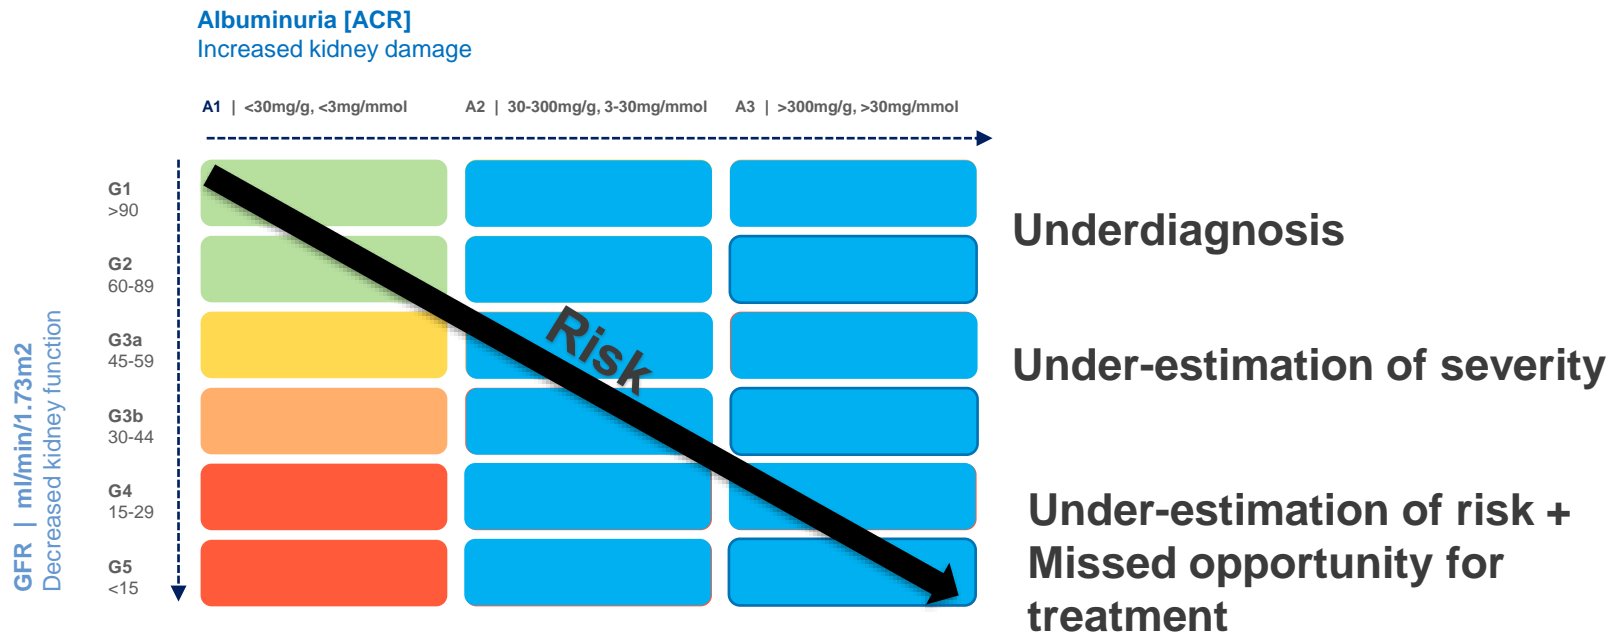 Albuminuria [ACR]
Increased kidney damage
A1 | <30mg/g, <3mg/mmol
A2 | 30-300mg/g, 3-30mg/mmol
A3 | >300mg/g, >30mg/mmol
GFR | ml/min/1.73m2
Decreased kidney function
G1
>90
G2
60-89
G3a
45-59
G3b
30-44
G4
15-29
G5
<15
Risk
Underdiagnosis
Under-estimation of severity
Under-estimation of risk +
Missed opportunity for
treatment